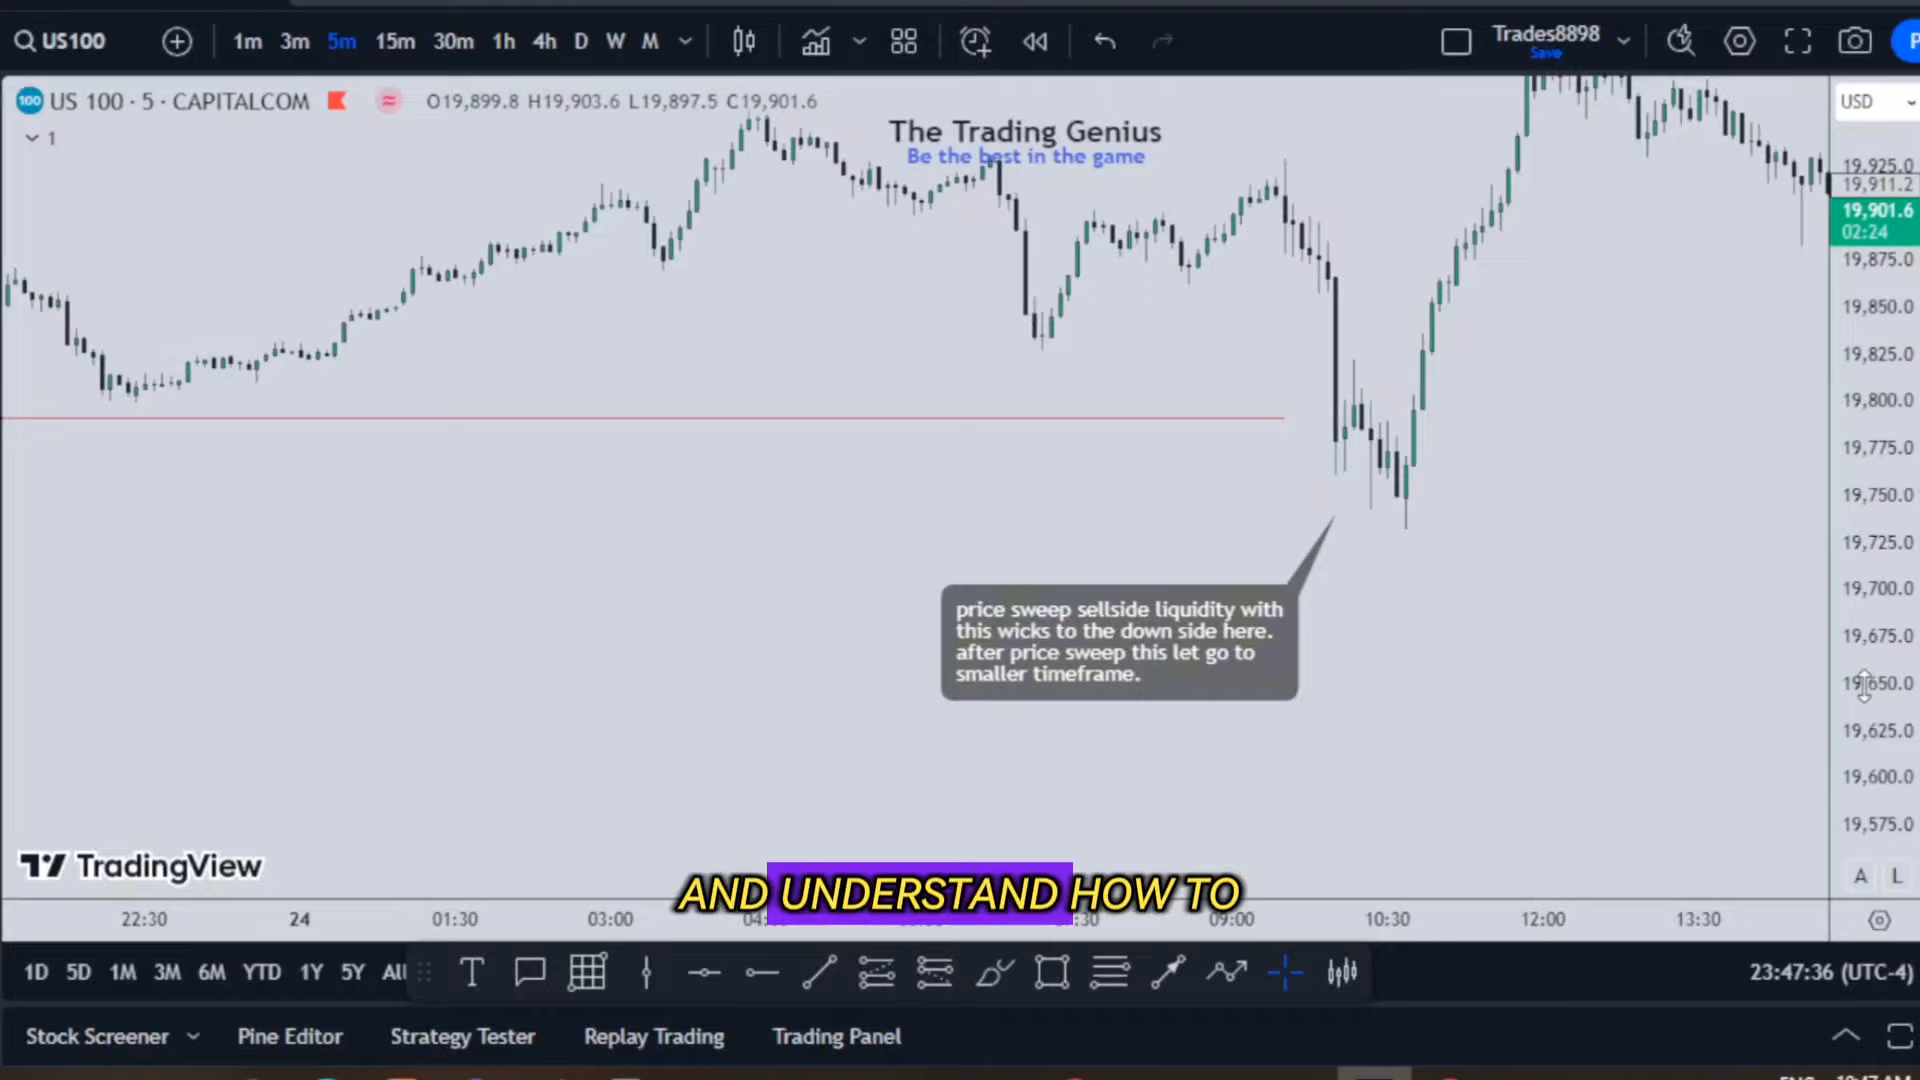 US100 1m 3m 5m 15m 30m 1h 4h D W M Trades8898
Save
100 US 100 · 5 · CAPITALCOM O19,899.8 H19,903.6 L19,897.5 C19,901.6
1
The Trading Genius
Be the best in the game
USD
19,925.0
19,911.2
19,901.6
02:24
19,875.0
19,850.0
19,825.0
19,800.0
19,775.0
19,750.0
19,725.0
19,700.0
19,675.0
19,650.0
19,625.0
19,600.0
19,575.0
price sweep sellside liquidity with
this wicks to the down side here.
after price sweep this let go to
smaller timeframe.
TradingView
A L
AND UNDERSTAND HOW TO
22:30 24 01:30 03:00 09:00 10:30 12:00 13:30
1D 5D 1M 3M 6M YTD 1Y 5Y All 23:47:36 (UTC-4)
Stock Screener Pine Editor Strategy Tester Replay Trading Trading Panel